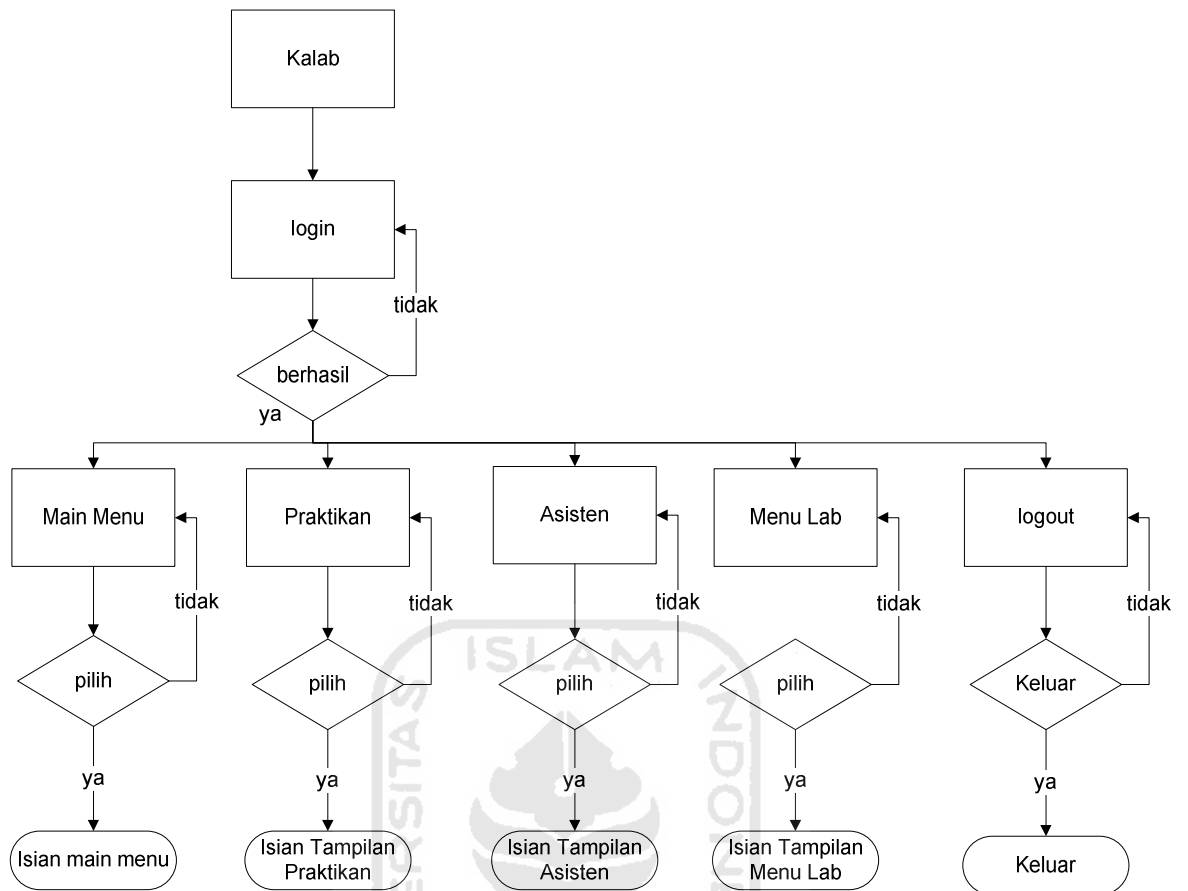 Kalab
login
tidak
berhasil
ya
Main Menu
Praktikan
Asisten
Menu Lab
logout
tidak
tidak
tidak
tidak
tidak
pilih
pilih
pilih
pilih
Keluar
ya
ya
ya
ya
ya
Isian main menu
Isian Tampilan
Praktikan
Isian Tampilan
Asisten
Isian Tampilan
Menu Lab
Keluar
ISLAM